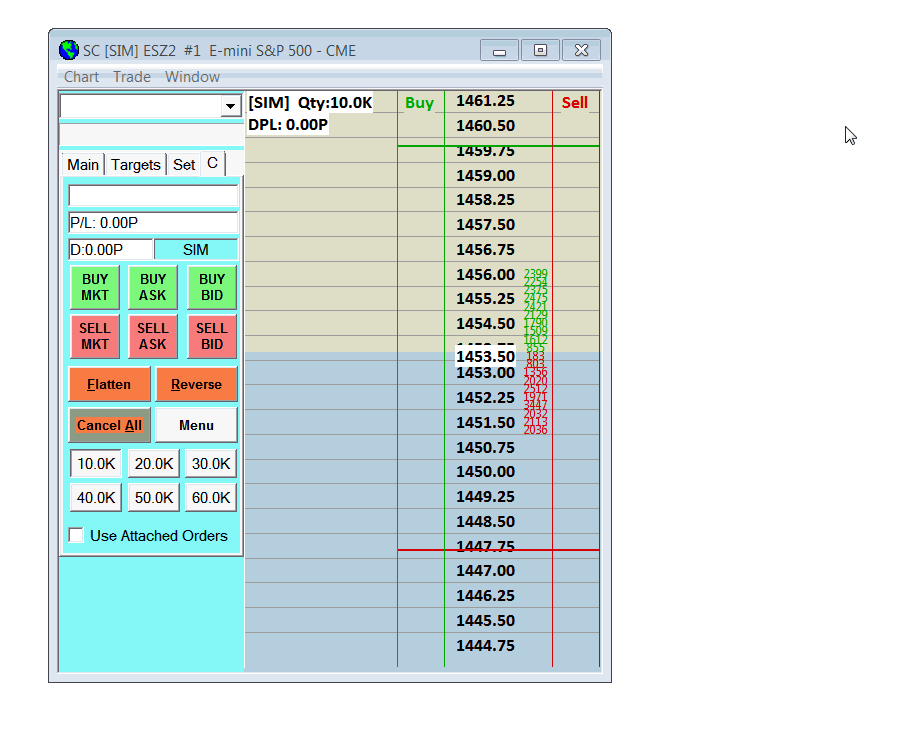 SC [SIM] ESZ2 #1 E-mini S&P 500 - CME
Chart Trade Window
[SIM] Qty:10.0K
DPL: 0.00P
Buy
Sell
Main Targets Set C
P/L: 0.00P
D:0.00P SIM
BUY MKT
BUY ASK
BUY BID
SELL MKT
SELL ASK
SELL BID
Flatten Reverse
Cancel All Menu
10.0K 20.0K 30.0K
40.0K 50.0K 60.0K
Use Attached Orders
1461.25
1460.50
1459.75
1459.00
1458.25
1457.50
1456.75
1456.00
1455.25
1454.50
1453.50
1453.00
1452.25
1451.50
1450.75
1450.00
1449.25
1448.50
1447.75
1447.00
1446.25
1445.50
1444.75
2399
2254
2325
2475
2421
2129
1790
1509
1612
855
183
803
1356
2020
2512
1971
3447
2032
2113
2036